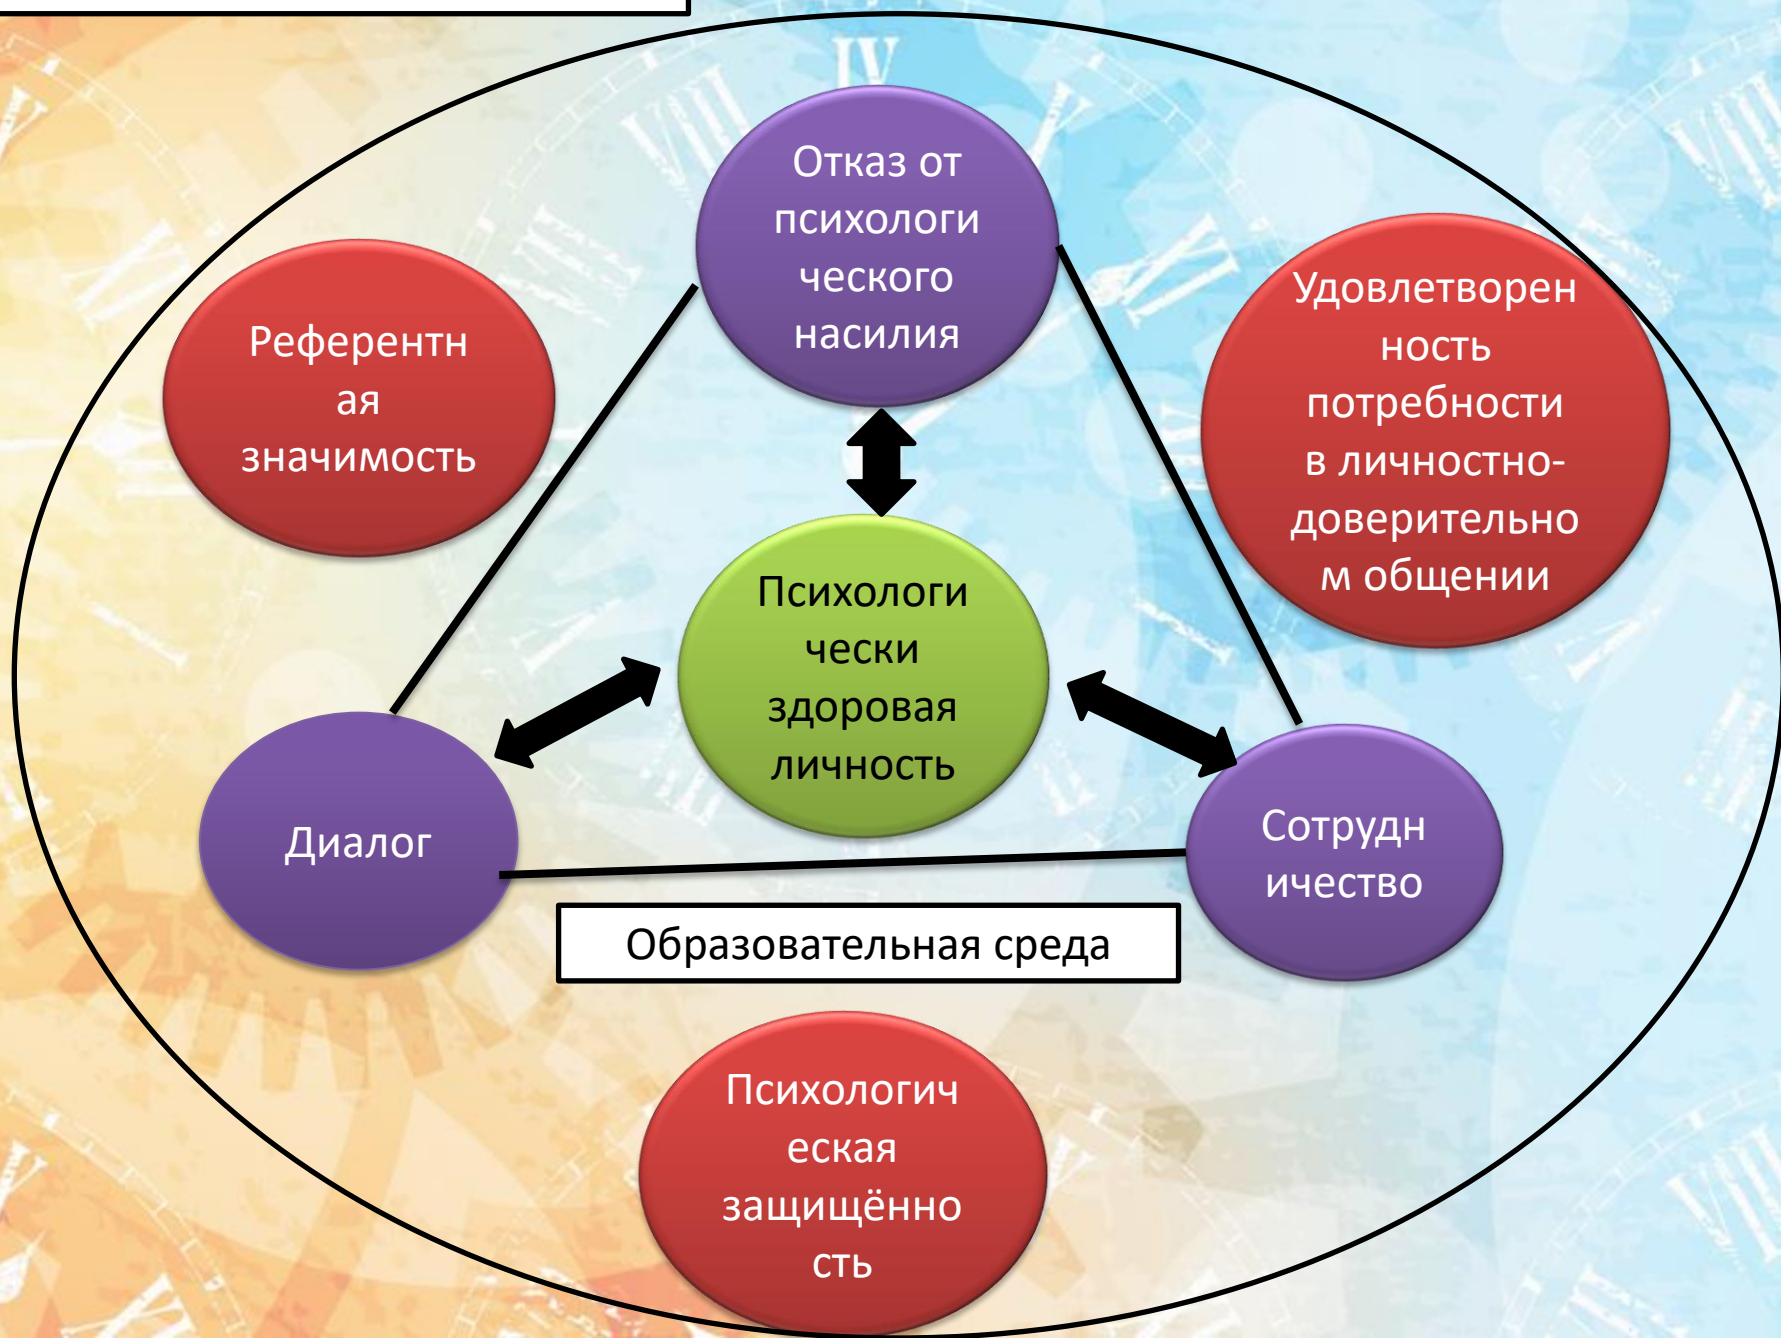 IV
Отказ от
психологи
ческого
насилия
Референтн
ая
значимость
Удовлетворен
ность
потребности
в личностно-
доверительно
м общении
Психологи
чески
здоровая
личность
Диалог
Сотрудн
ичество
Образовательная среда
Психологич
еская
защищённо
сть